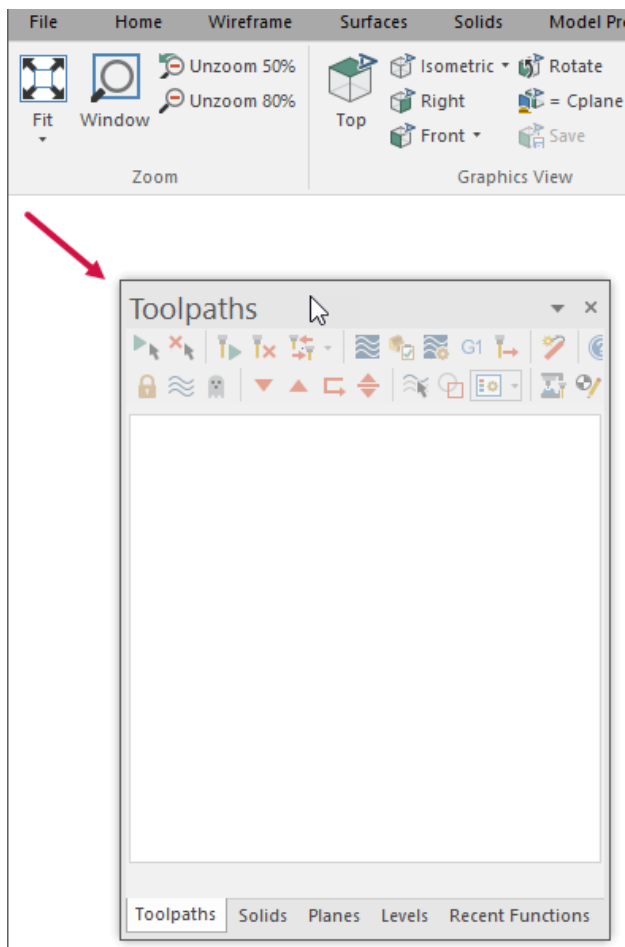 File Home Wireframe Surfaces Solids Model Pre
Unzoom 50% Isometric Rotate
Unzoom 80% Right = Cplane
Fit Window Top Front Save
Zoom Graphics View
Toolpaths
G1
Toolpaths Solids Planes Levels Recent Functions